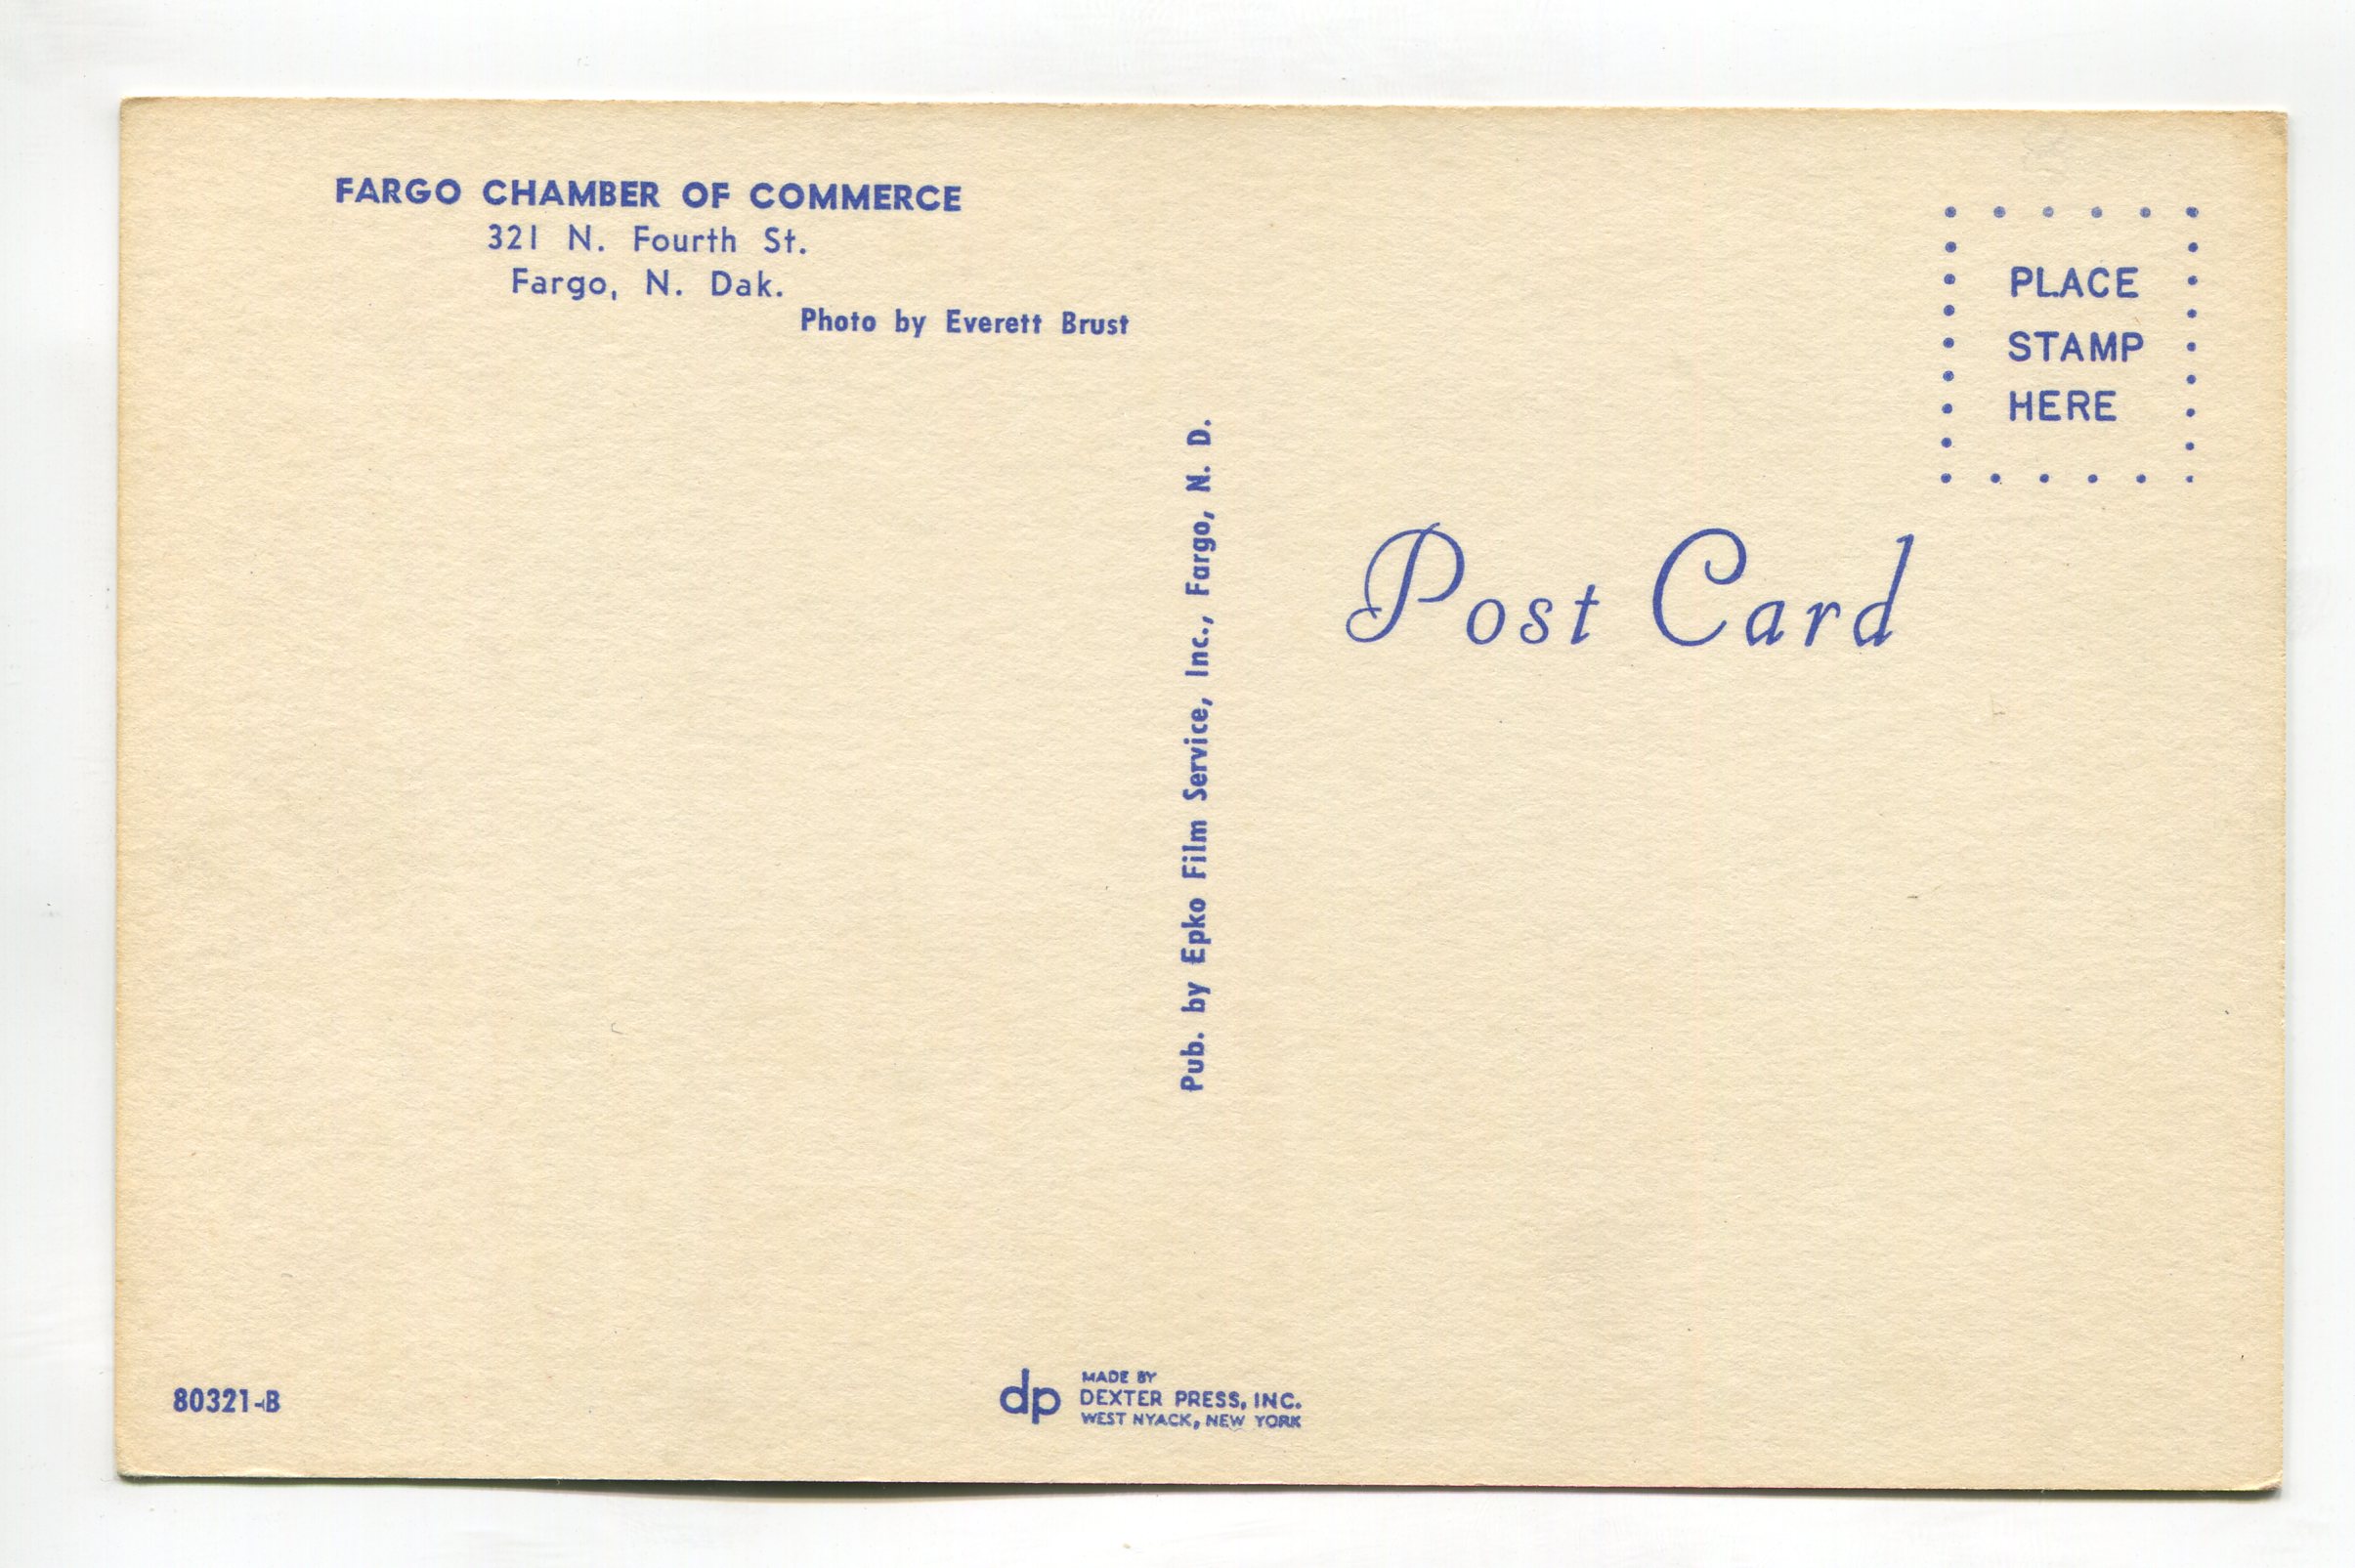 FARGO CHAMBER OF COMMERCE
321 N. Fourth St.
Fargo, N. Dak.
Photo by Everett Brust
Pub. by Epko Film Service, Inc., Fargo, N. D.
PLACE
STAMP
HERE
Post Card
80321-B
dp
MADE BY
DEXTER PRESS, INC.
WEST NYACK, NEW YORK